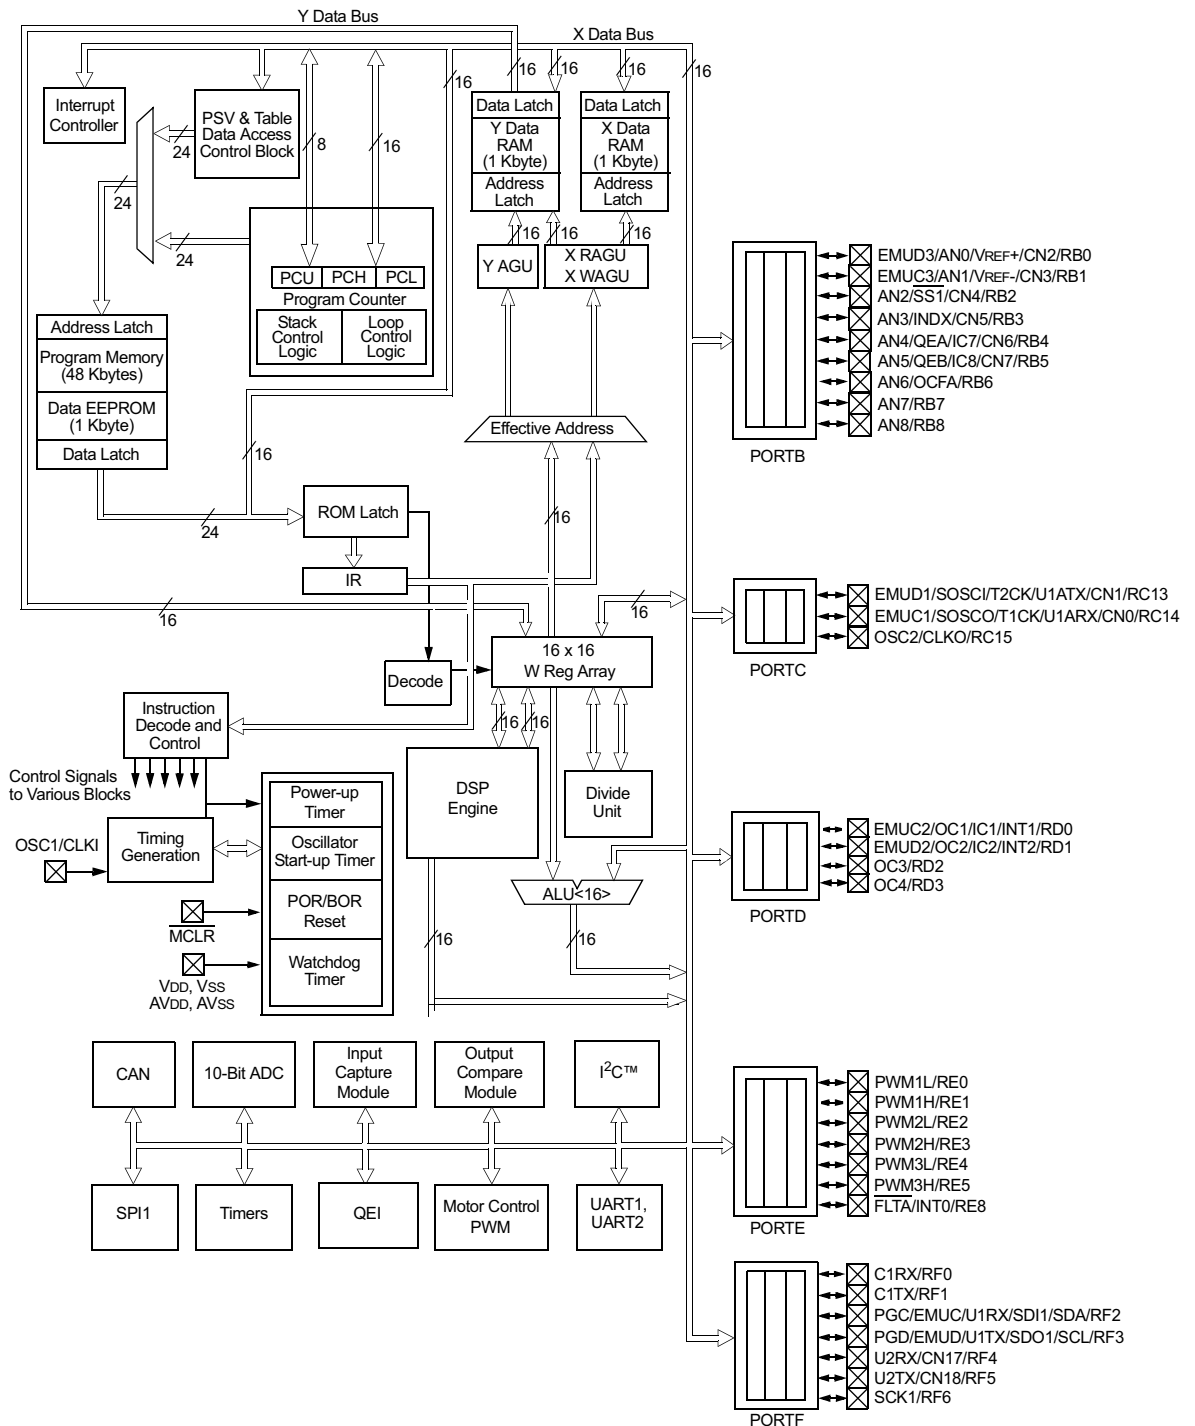 Y Data Bus
X Data Bus
16
16
16
16
16
16
Interrupt
Controller
PSV & Table
Data Access
Control Block
24
24
8
16
24
Data Latch
Y Data
RAM
(1 Kbyte)
Address
Latch
Data Latch
X Data
RAM
(1 Kbyte)
Address
Latch
16
16
16
Y AGU
X RAGU
X WAGU
PCU
PCH
PCL
Program Counter
Stack
Control
Logic
Loop
Control
Logic
Address Latch
Program Memory
(48 Kbytes)
Data EEPROM
(1 Kbyte)
Data Latch
Effective Address
16
24
ROM Latch
16
IR
16
16
16 x 16
W Reg Array
Decode
Instruction
Decode and
Control
16
16
Control Signals
to Various Blocks
DSP
Engine
Divide
Unit
Power-up
Timer
Oscillator
Start-up Timer
POR/BOR
Reset
Watchdog
Timer
OSC1/CLKI
Timing
Generation
MCLR
VDD, VSS
AVDD, AVSS
ALU<16>
16
16
CAN
10-Bit ADC
Input
Capture
Module
Output
Compare
Module
I2C™
SPI1
Timers
QEI
Motor Control
PWM
UART1,
UART2
EMUD3/AN0/VREF+/CN2/RB0
EMUC3/AN1/VREF-/CN3/RB1
AN2/SS1/CN4/RB2
AN3/INDX/CN5/RB3
AN4/QEA/IC7/CN6/RB4
AN5/QEB/IC8/CN7/RB5
AN6/OCFA/RB6
AN7/RB7
AN8/RB8
PORTB
EMUD1/SOSCI/T2CK/U1ATX/CN1/RC13
EMUC1/SOSCO/T1CK/U1ARX/CN0/RC14
OSC2/CLKO/RC15
PORTC
EMUC2/OC1/IC1/INT1/RD0
EMUD2/OC2/IC2/INT2/RD1
OC3/RD2
OC4/RD3
PORTD
PWM1L/RE0
PWM1H/RE1
PWM2L/RE2
PWM2H/RE3
PWM3L/RE4
PWM3H/RE5
FLTA/INT0/RE8
PORTE
C1RX/RF0
C1TX/RF1
PGC/EMUC/U1RX/SDI1/SDA/RF2
PGD/EMUD/U1TX/SDO1/SCL/RF3
U2RX/CN17/RF4
U2TX/CN18/RF5
SCK1/RF6
PORTF